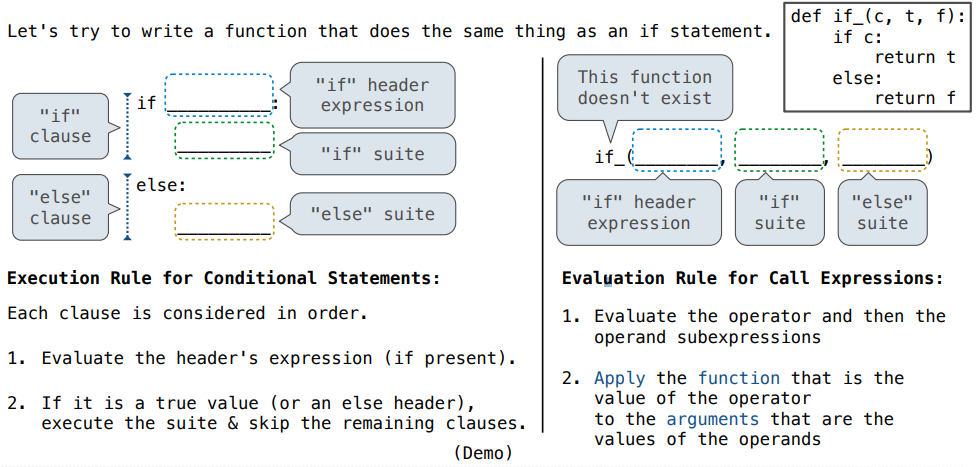 Let's try to write a function that does the same thing as an if statement.
def if_(c, t, f):
    if c:
        return t
    else:
        return f
"if"
clause
if ___________:
"if" header
expression
__________
"if" suite
"else"
clause
else:
__________
"else" suite
This function
doesn't exist
if_(_________, _________, _________)
"if" header
expression
"if"
suite
"else"
suite
Execution Rule for Conditional Statements:
Each clause is considered in order.
1. Evaluate the header's expression (if present).
2. If it is a true value (or an else header),
execute the suite & skip the remaining clauses.
Evaluation Rule for Call Expressions:
1. Evaluate the operator and then the
operand subexpressions
2. Apply the function that is the
value of the operator
to the arguments that are the
values of the operands
(Demo)